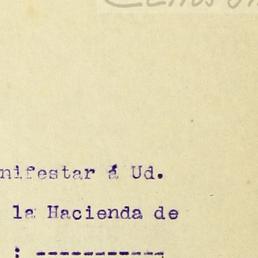 nifestar á Ud.
la Hacienda de
; -----------